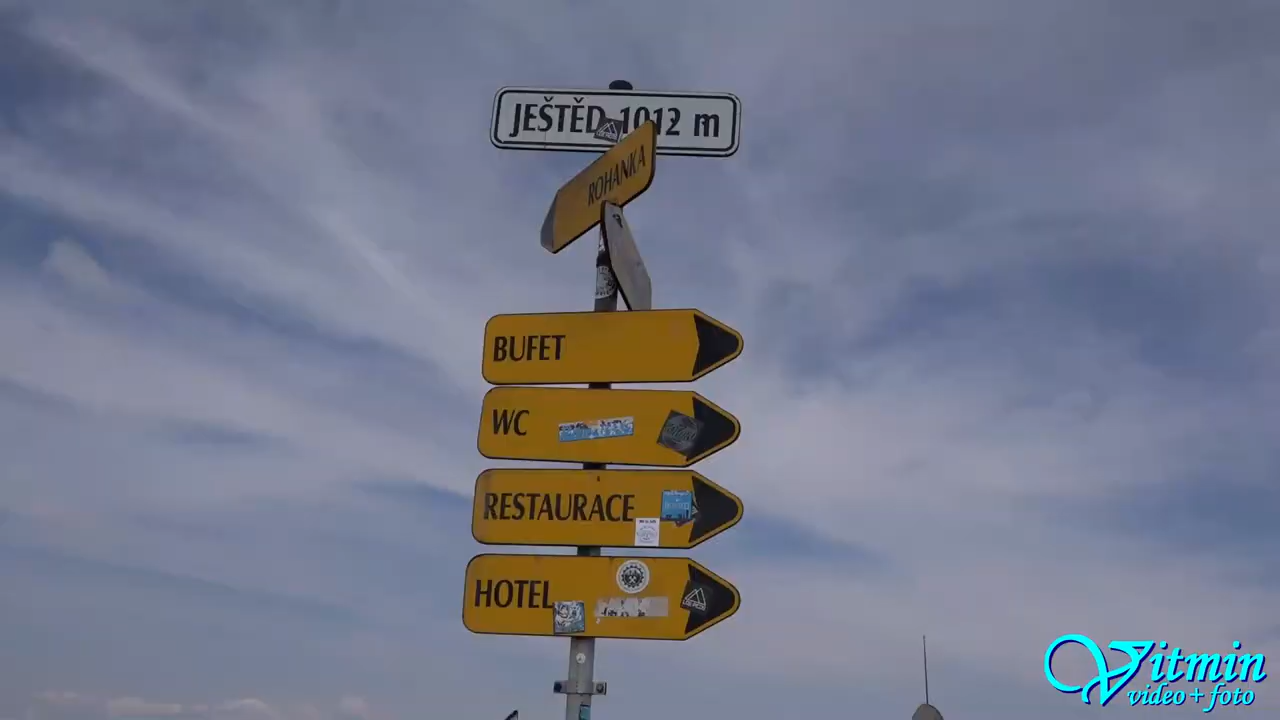 JEŠTĚD 1012 m
ROHANKA
BUFET
WC
RESTAURACE
HOTEL
Vitmin
video + foto